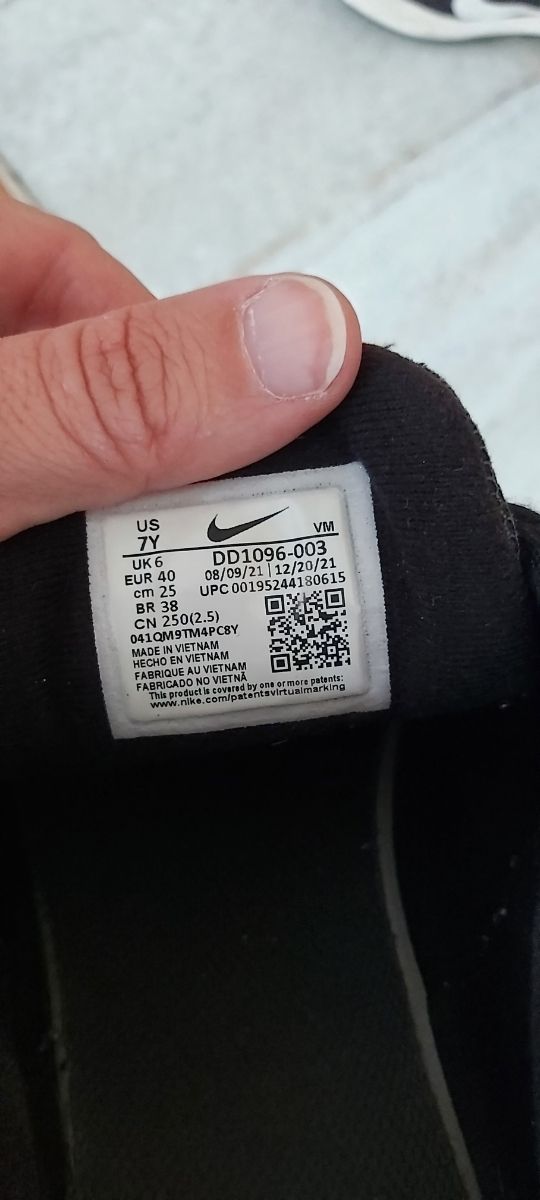 US VM
7Y
UK 6 DD1096-003
EUR 40 08/09/21 | 12/20/21
cm 25 UPC 00195244180615
BR 38
CN 250(2.5)
041QM9TM4PC8Y
MADE IN VIETNAM
HECHO EN VIETNAM
FABRIQUE AU VIETNAM
FABRICADO NO VIETNÃ
This product is covered by one or more patents:
www.nike.com/patentsvirtualmarking